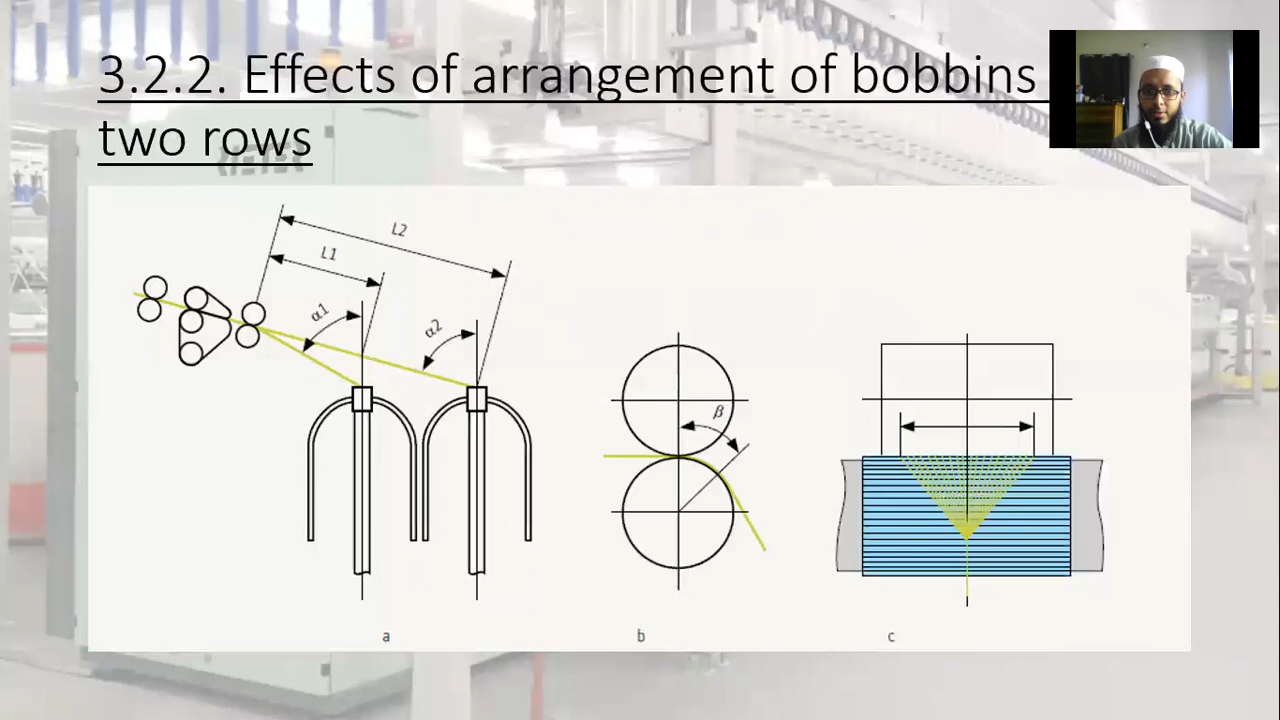 3.2.2. Effects of arrangement of bobbins
two rows
L2
L1
α1
α2
β
a
b
c